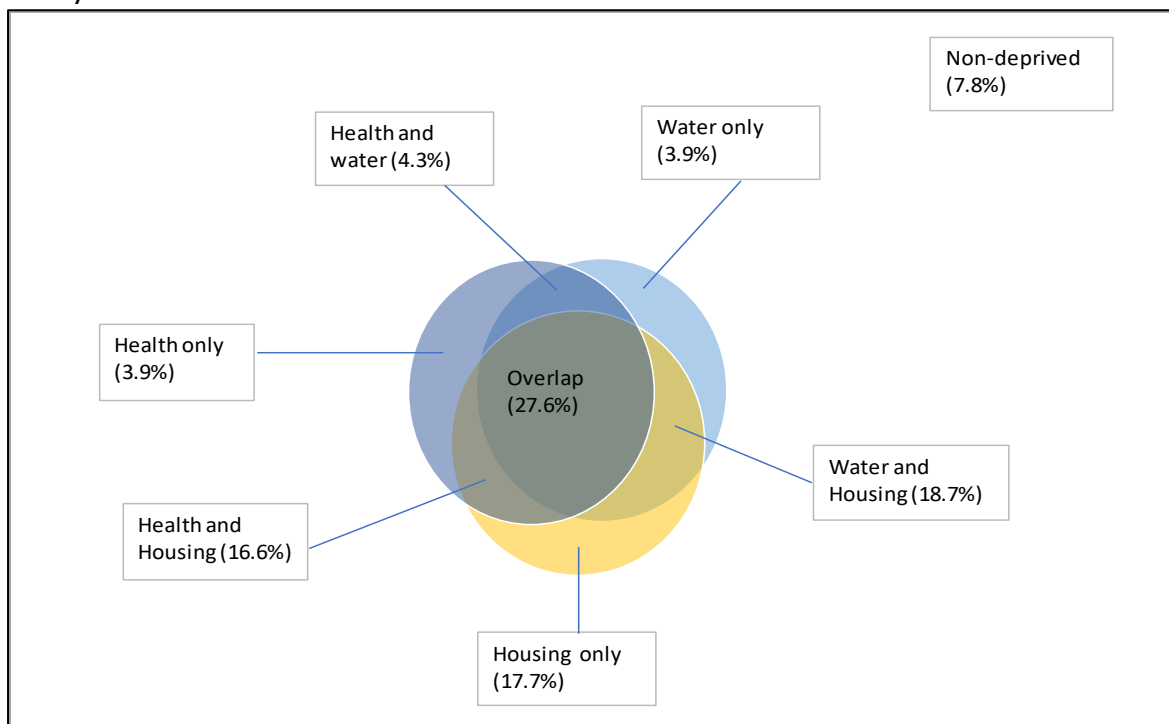 Non-deprived
(7.8%)
Health and
water (4.3%)
Water only
(3.9%)
Health only
(3.9%)
Overlap
(27.6%)
Water and
Housing (18.7%)
Health and
Housing (16.6%)
Housing only
(17.7%)